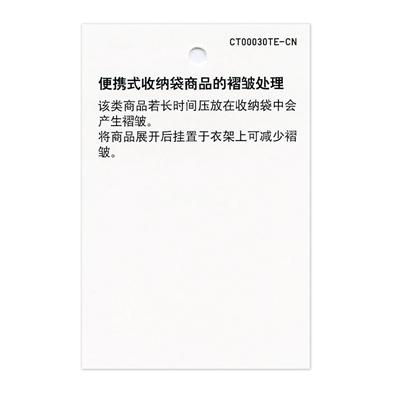 CT00030TE-CN
便携式收纳袋商品的褶皱处理
该类商品若长时间压放在收纳袋中会
产生褶皱。
将商品展开后挂置于衣架上可减少褶
皱。